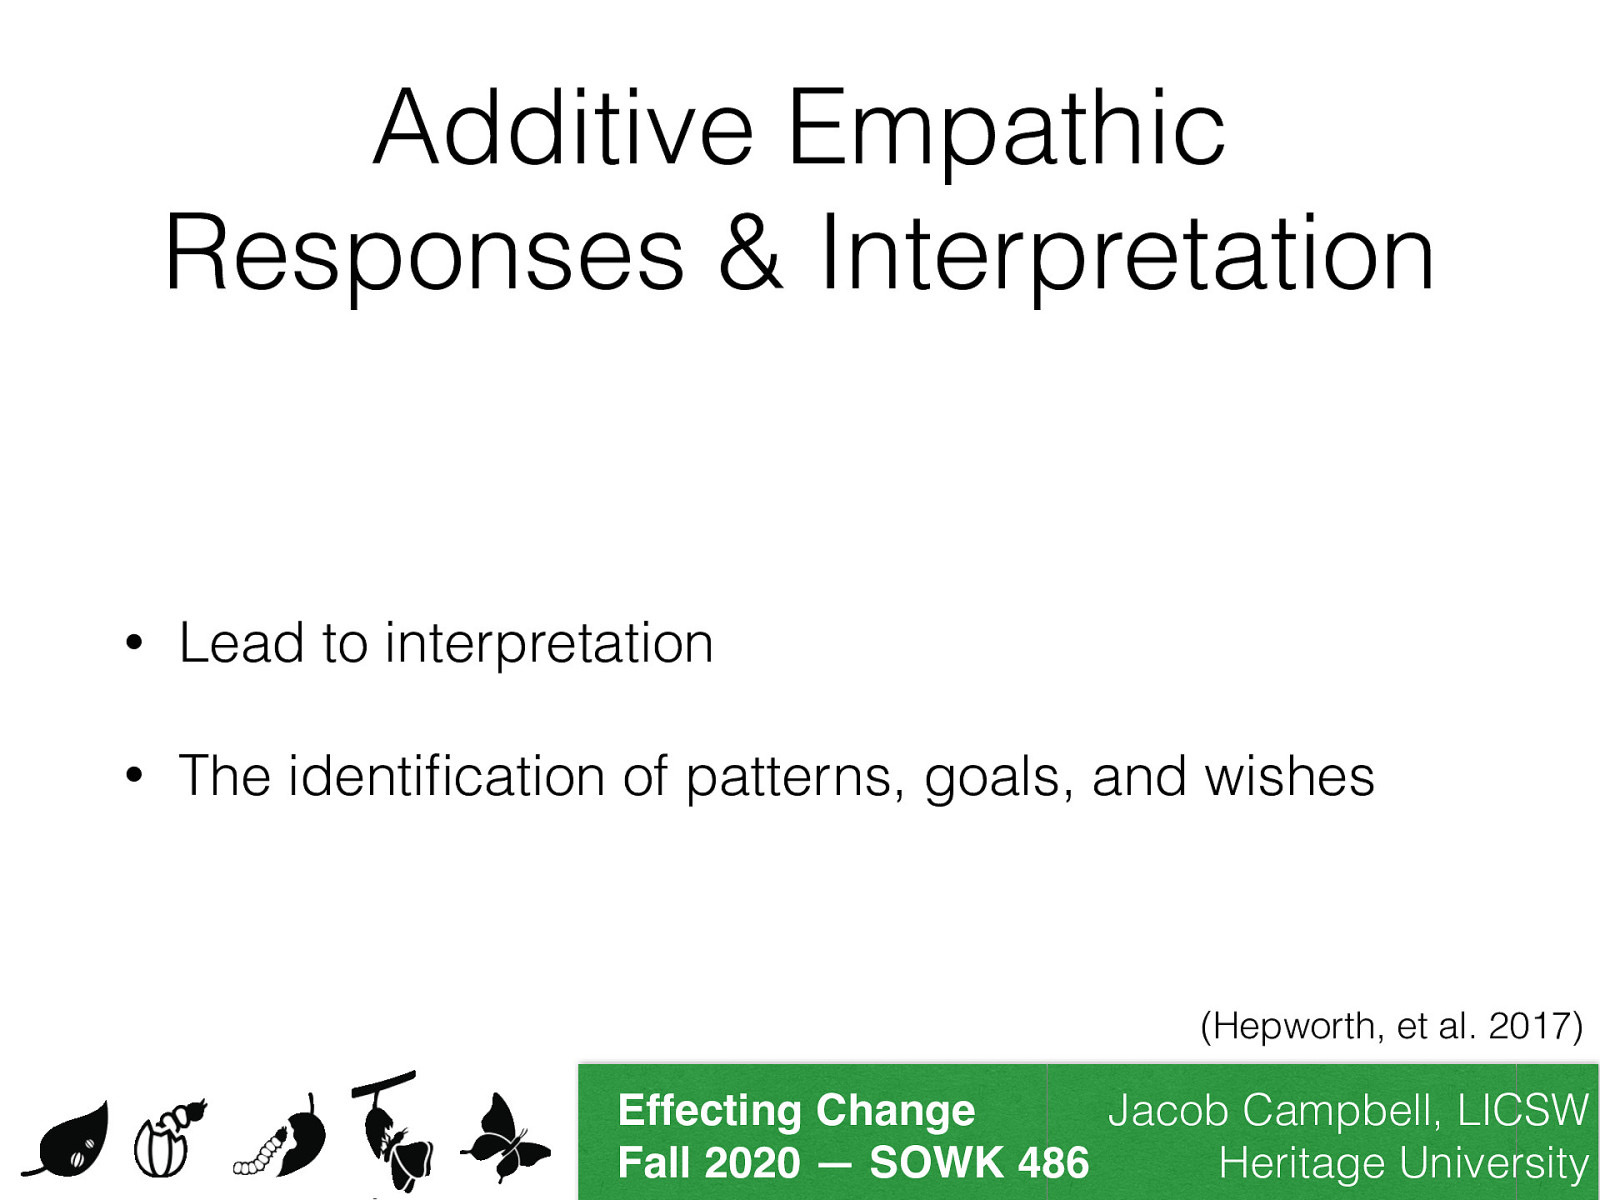 Additive Empathic
Responses & Interpretation
• Lead to interpretation
• The identification of patterns, goals, and wishes
(Hepworth, et al. 2017)
Effecting Change
Fall 2020 — SOWK 486
Jacob Campbell, LICSW
Heritage University